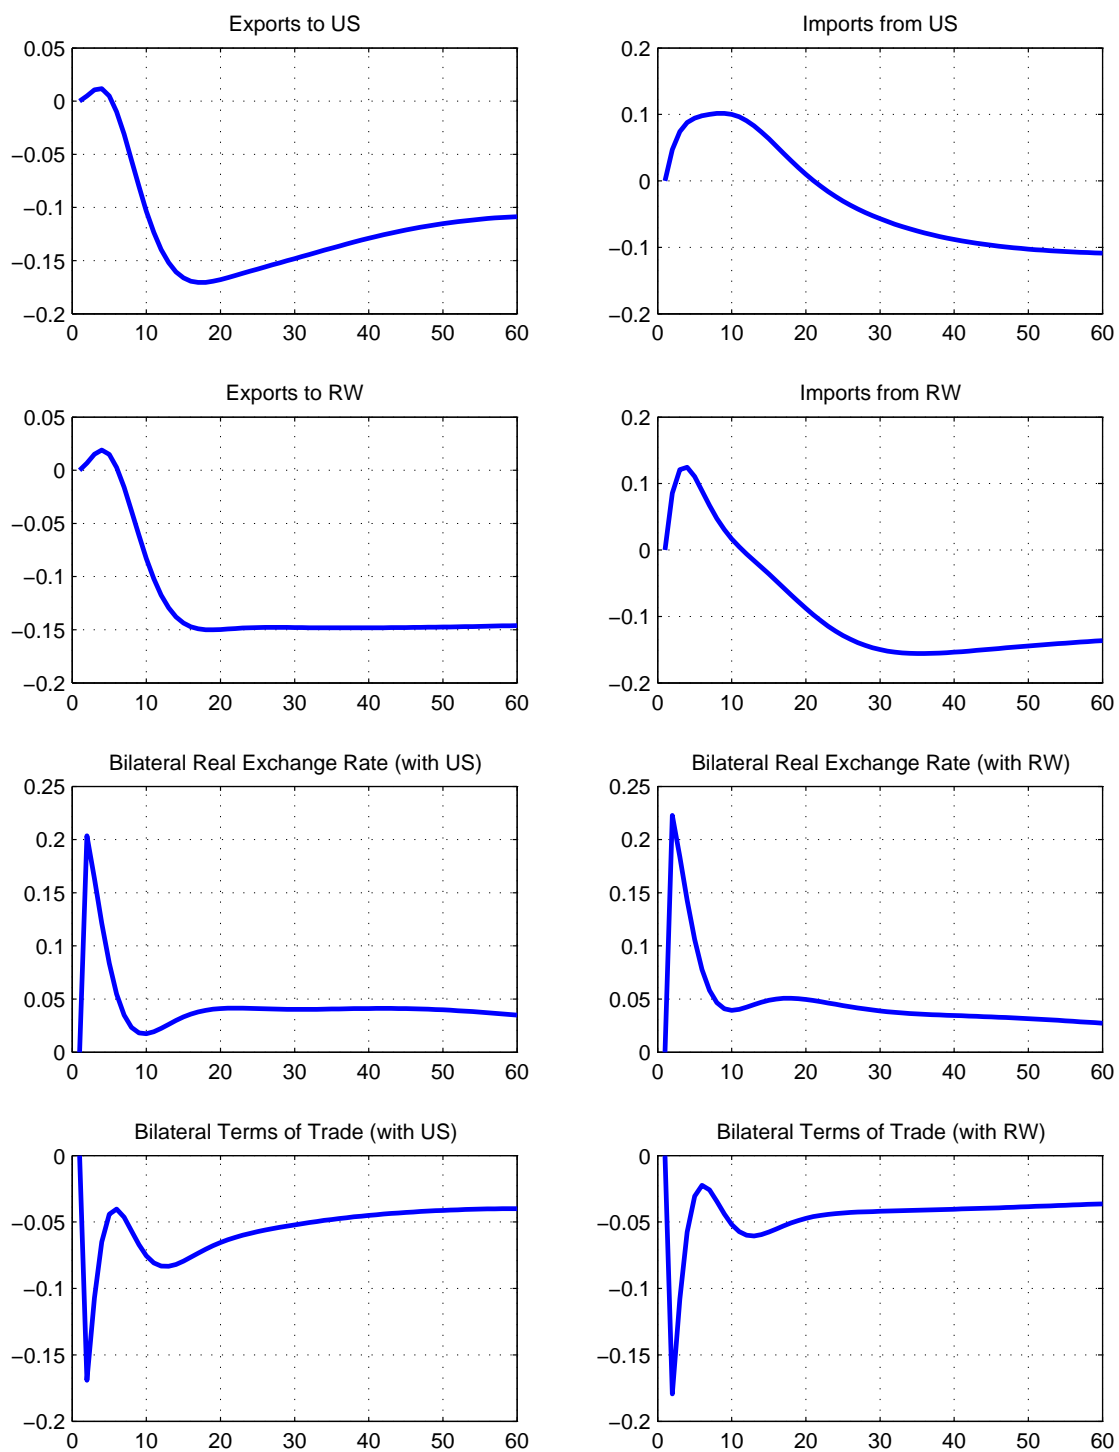 Exports to US
0.05
0
−0.05
−0.1
−0.15
−0.2
0 10 20 30 40 50 60
Imports from US
0.2
0.1
0
−0.1
−0.2
0 10 20 30 40 50 60
Exports to RW
0.05
0
−0.05
−0.1
−0.15
−0.2
0 10 20 30 40 50 60
Imports from RW
0.2
0.1
0
−0.1
−0.2
0 10 20 30 40 50 60
Bilateral Real Exchange Rate (with US)
0.25
0.2
0.15
0.1
0.05
0
0 10 20 30 40 50 60
Bilateral Real Exchange Rate (with RW)
0.25
0.2
0.15
0.1
0.05
0
0 10 20 30 40 50 60
Bilateral Terms of Trade (with US)
0
−0.05
−0.1
−0.15
−0.2
0 10 20 30 40 50 60
Bilateral Terms of Trade (with RW)
0
−0.05
−0.1
−0.15
−0.2
0 10 20 30 40 50 60